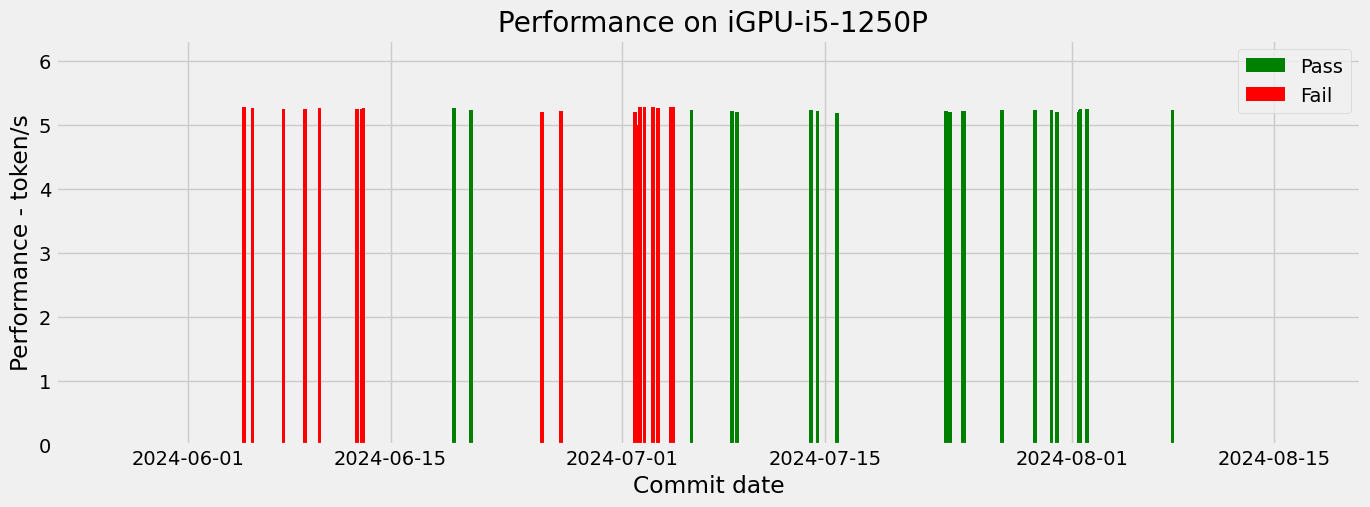 Performance on iGPU-i5-1250P
Pass
Fail
Performance - token/s
6
5
4
3
2
1
0
2024-06-01 2024-06-15 2024-07-01 2024-07-15 2024-08-01 2024-08-15
Commit date